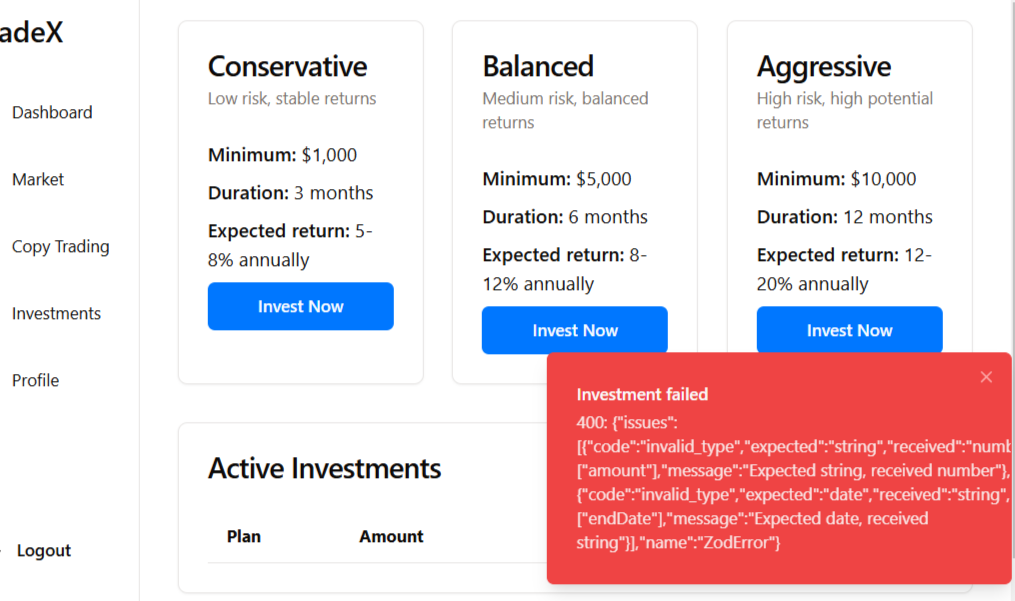 adeX
Dashboard
Market
Copy Trading
Investments
Profile
Logout
Conservative
Low risk, stable returns
Minimum: $1,000
Duration: 3 months
Expected return: 5-
8% annually
Invest Now
Balanced
Medium risk, balanced
returns
Minimum: $5,000
Duration: 6 months
Expected return: 8-
12% annually
Invest Now
Aggressive
High risk, high potential
returns
Minimum: $10,000
Duration: 12 months
Expected return: 12-
20% annually
Invest Now
Active Investments
Plan
Amount
Investment failed
400: {"issues":
[{"code":"invalid_type","expected":"string","received":"numb
["amount"],"message":"Expected string, received number"},
{"code":"invalid_type","expected":"date","received":"string",
["endDate"],"message":"Expected date, received
string"}],"name":"ZodError"}